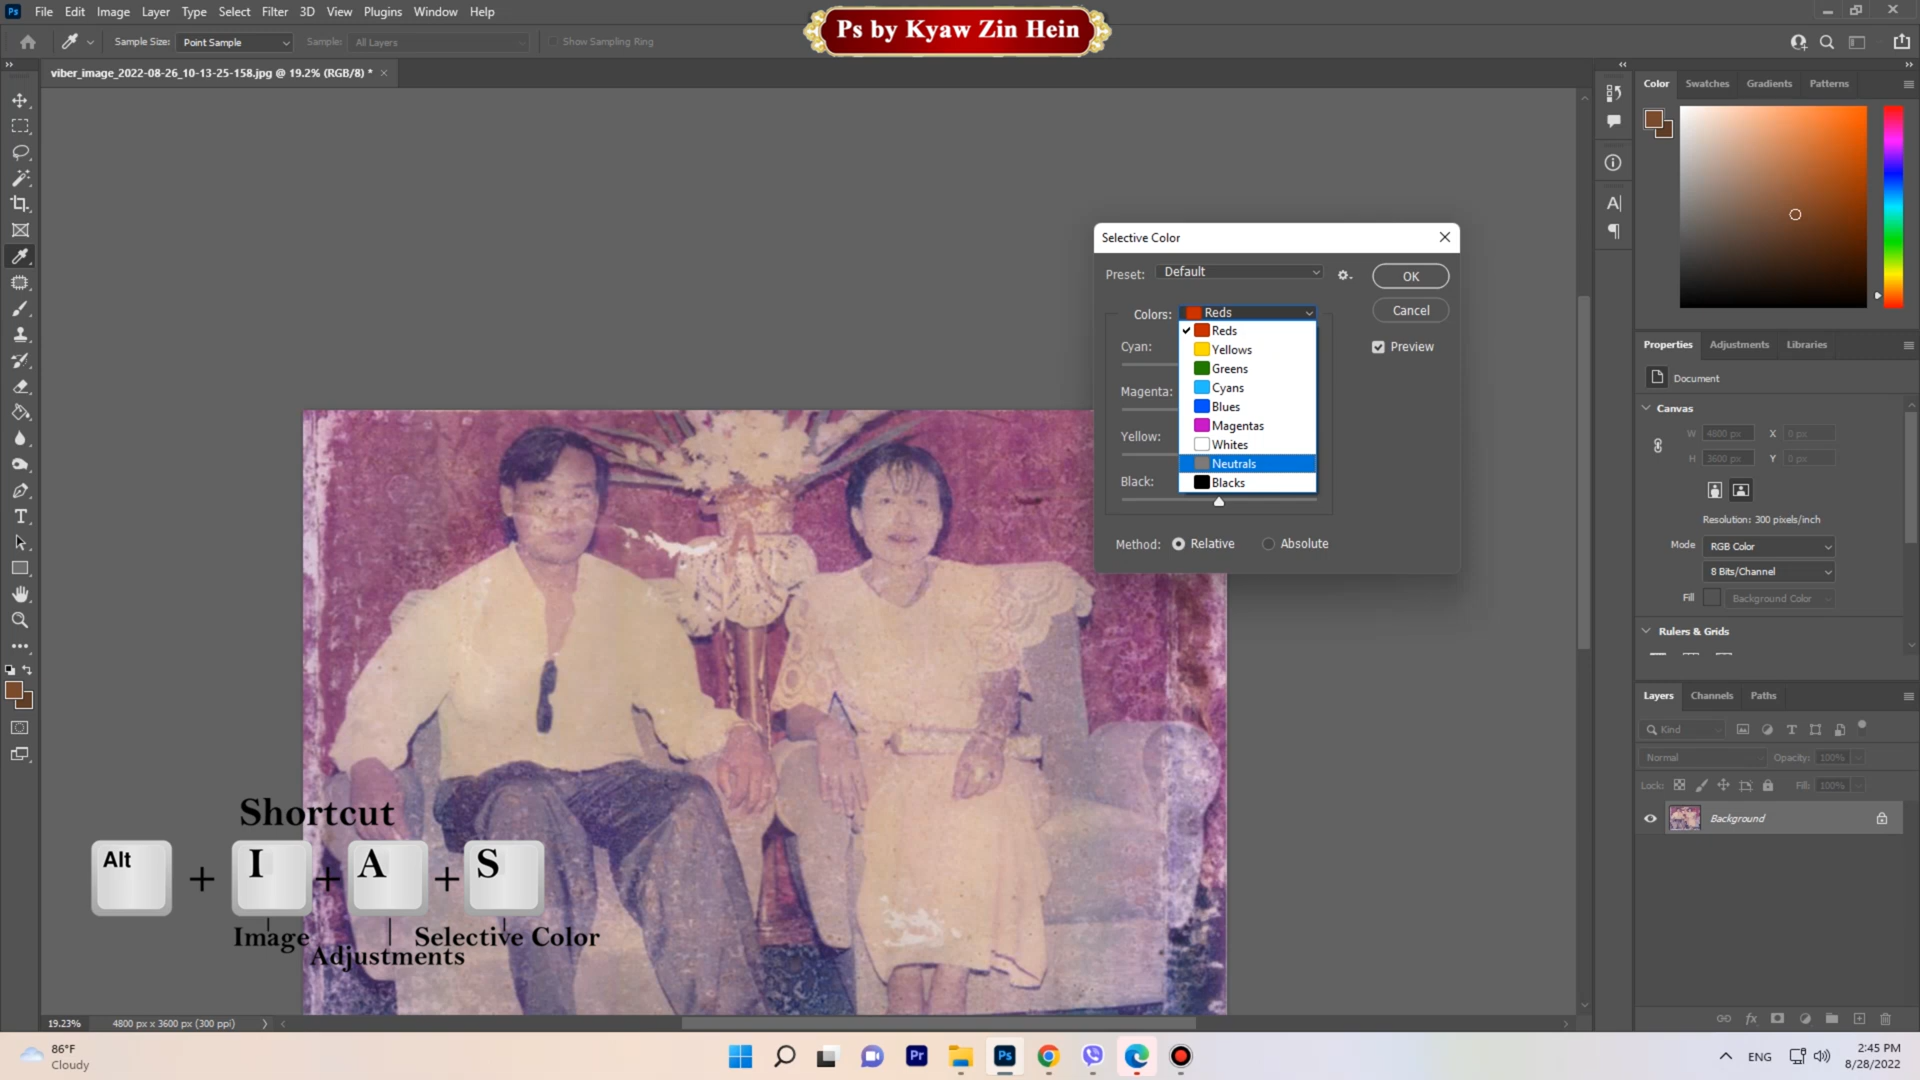 File Edit Image Layer Type Select Filter 3D View Plugins Window Help
Ps by Kyaw Zin Hein
Sample Size: Point Sample Sample: All Layers Show Sampling Ring
viber_image_2022-08-26_10-13-25-158.jpg @ 19.2% (RGB/8) *
Color Swatches Gradients Patterns
Selective Color
Preset: Default
OK
Colors: Reds
Cancel
Reds
Cyan:
Preview
Yellows
Greens
Cyans
Magenta:
Blues
Magentas
Yellow:
Whites
Neutrals
Black:
Blacks
Method: Relative Absolute
Properties Adjustments Libraries
Document
Canvas
W 4800 px X 0 px
H 3600 px Y 0 px
Resolution: 300 pixels/inch
Mode RGB Color
8 Bits/Channel
Fill Background Color
Rulers & Grids
Layers Channels Paths
Kind
Normal Opacity: 100%
Lock: Fill: 100%
Background
Shortcut
Alt + I + A + S
Image Selective Color
Adjustments
19.23% 4800 px x 3600 px (300 ppi)
86°F
Cloudy
ENG
2:45 PM
8/28/2022